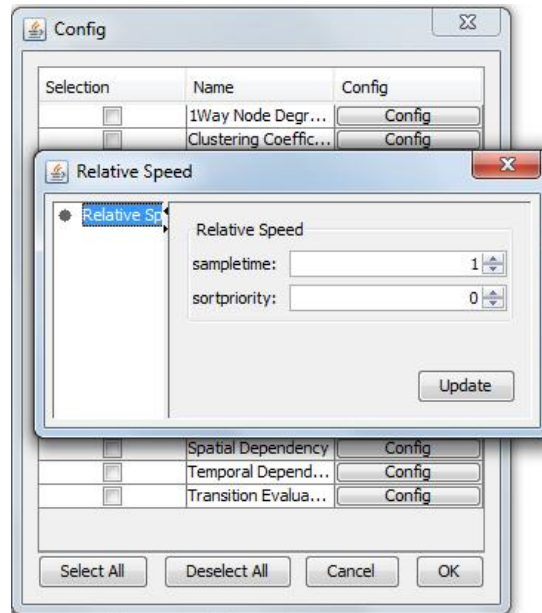 Config
Selection Name Config
1Way Node Degr... Config
Clustering Coeffic... Config
Relative Speed
Relative Sp
Relative Speed
sampletime: 1
sortpriority: 0
Update
Spatial Dependency Config
Temporal Depend... Config
Transition Evalua... Config
Select All Deselect All Cancel OK